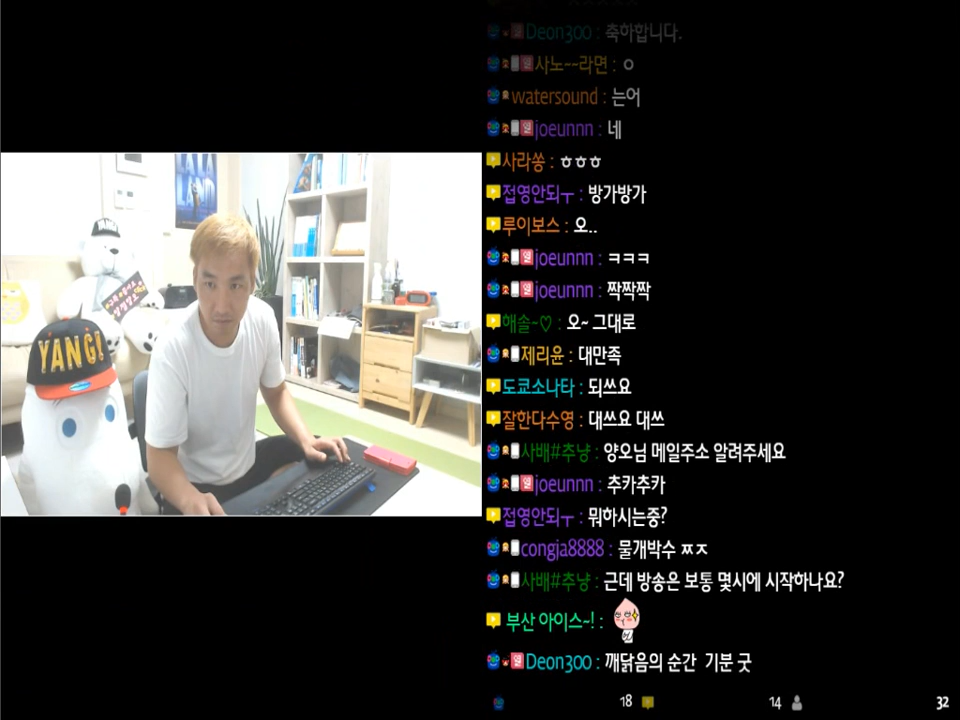 Deon300 : 축하합니다.
사노~~라면 : ㅇ
watersound : 는어
joeunnn : 네
사라쏭 : ㅎㅎㅎ
접영안되ㅜ : 방가방가
루이보스 : 오..
joeunnn : ㅋㅋㅋ
joeunnn : 짝짝짝
해솔~♡ : 오~ 그대로
제리윤 : 대만족
도쿄소나타 : 되쓰요
잘한다수영 : 대쓰요 대쓰
사배#추냥 : 양오님 메일주소 알려주세요
joeunnn : 추카추카
접영안되ㅜ : 뭐하시는중?
congja8888 : 물개박수 ㅉㅈ
사배#추냥 : 근데 방송은 보통 몇시에 시작하나요?
부산 아이스~! :
Deon300 : 깨닭음의 순간 기분 굿
18 14 32
LA LA
LAND
YANG!